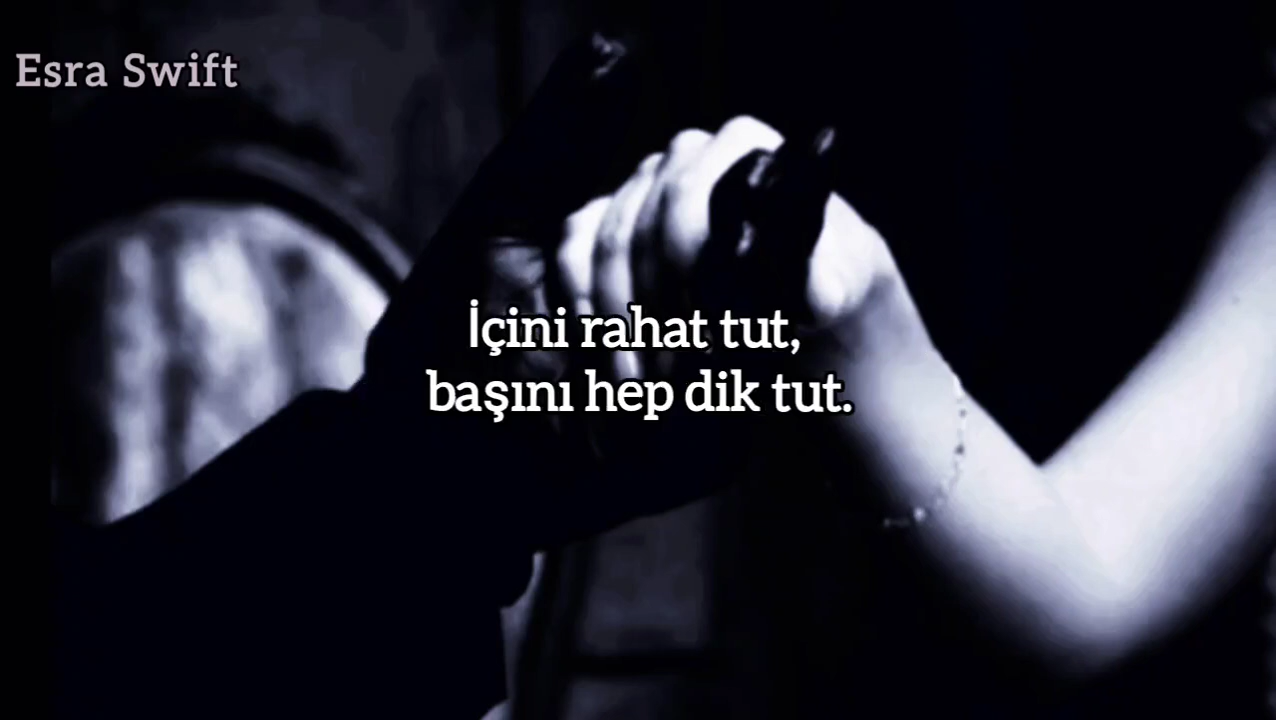 Esra Swift
İçini rahat tut,
başını hep dik tut.